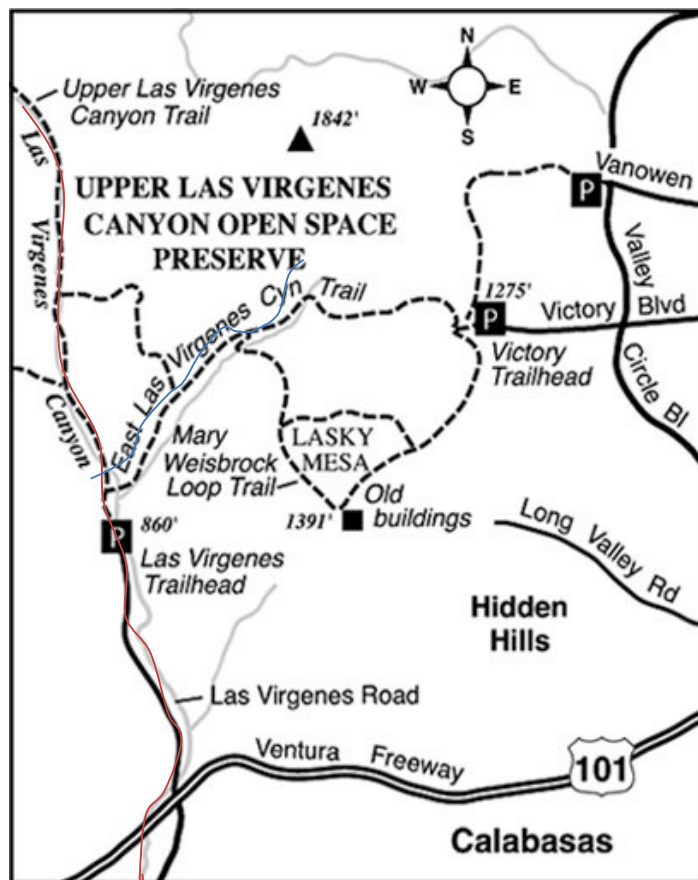 N
W E
S
Upper Las Virgenes
Canyon Trail
1842'
Las
Virgenes
Canyon
UPPER LAS VIRGENES
CANYON OPEN SPACE
PRESERVE
P
Vanowen
East Las Virgenes Cyn Trail
1275'
P
Victory Blvd
Valley
Circle Bl
Victory
Trailhead
Mary
Weisbrock
Loop Trail
LASKY
MESA
1391'
Old
buildings
P
860'
Las Virgenes
Trailhead
Long Valley Rd
Hidden
Hills
Las Virgenes Road
Ventura Freeway
101
Calabasas